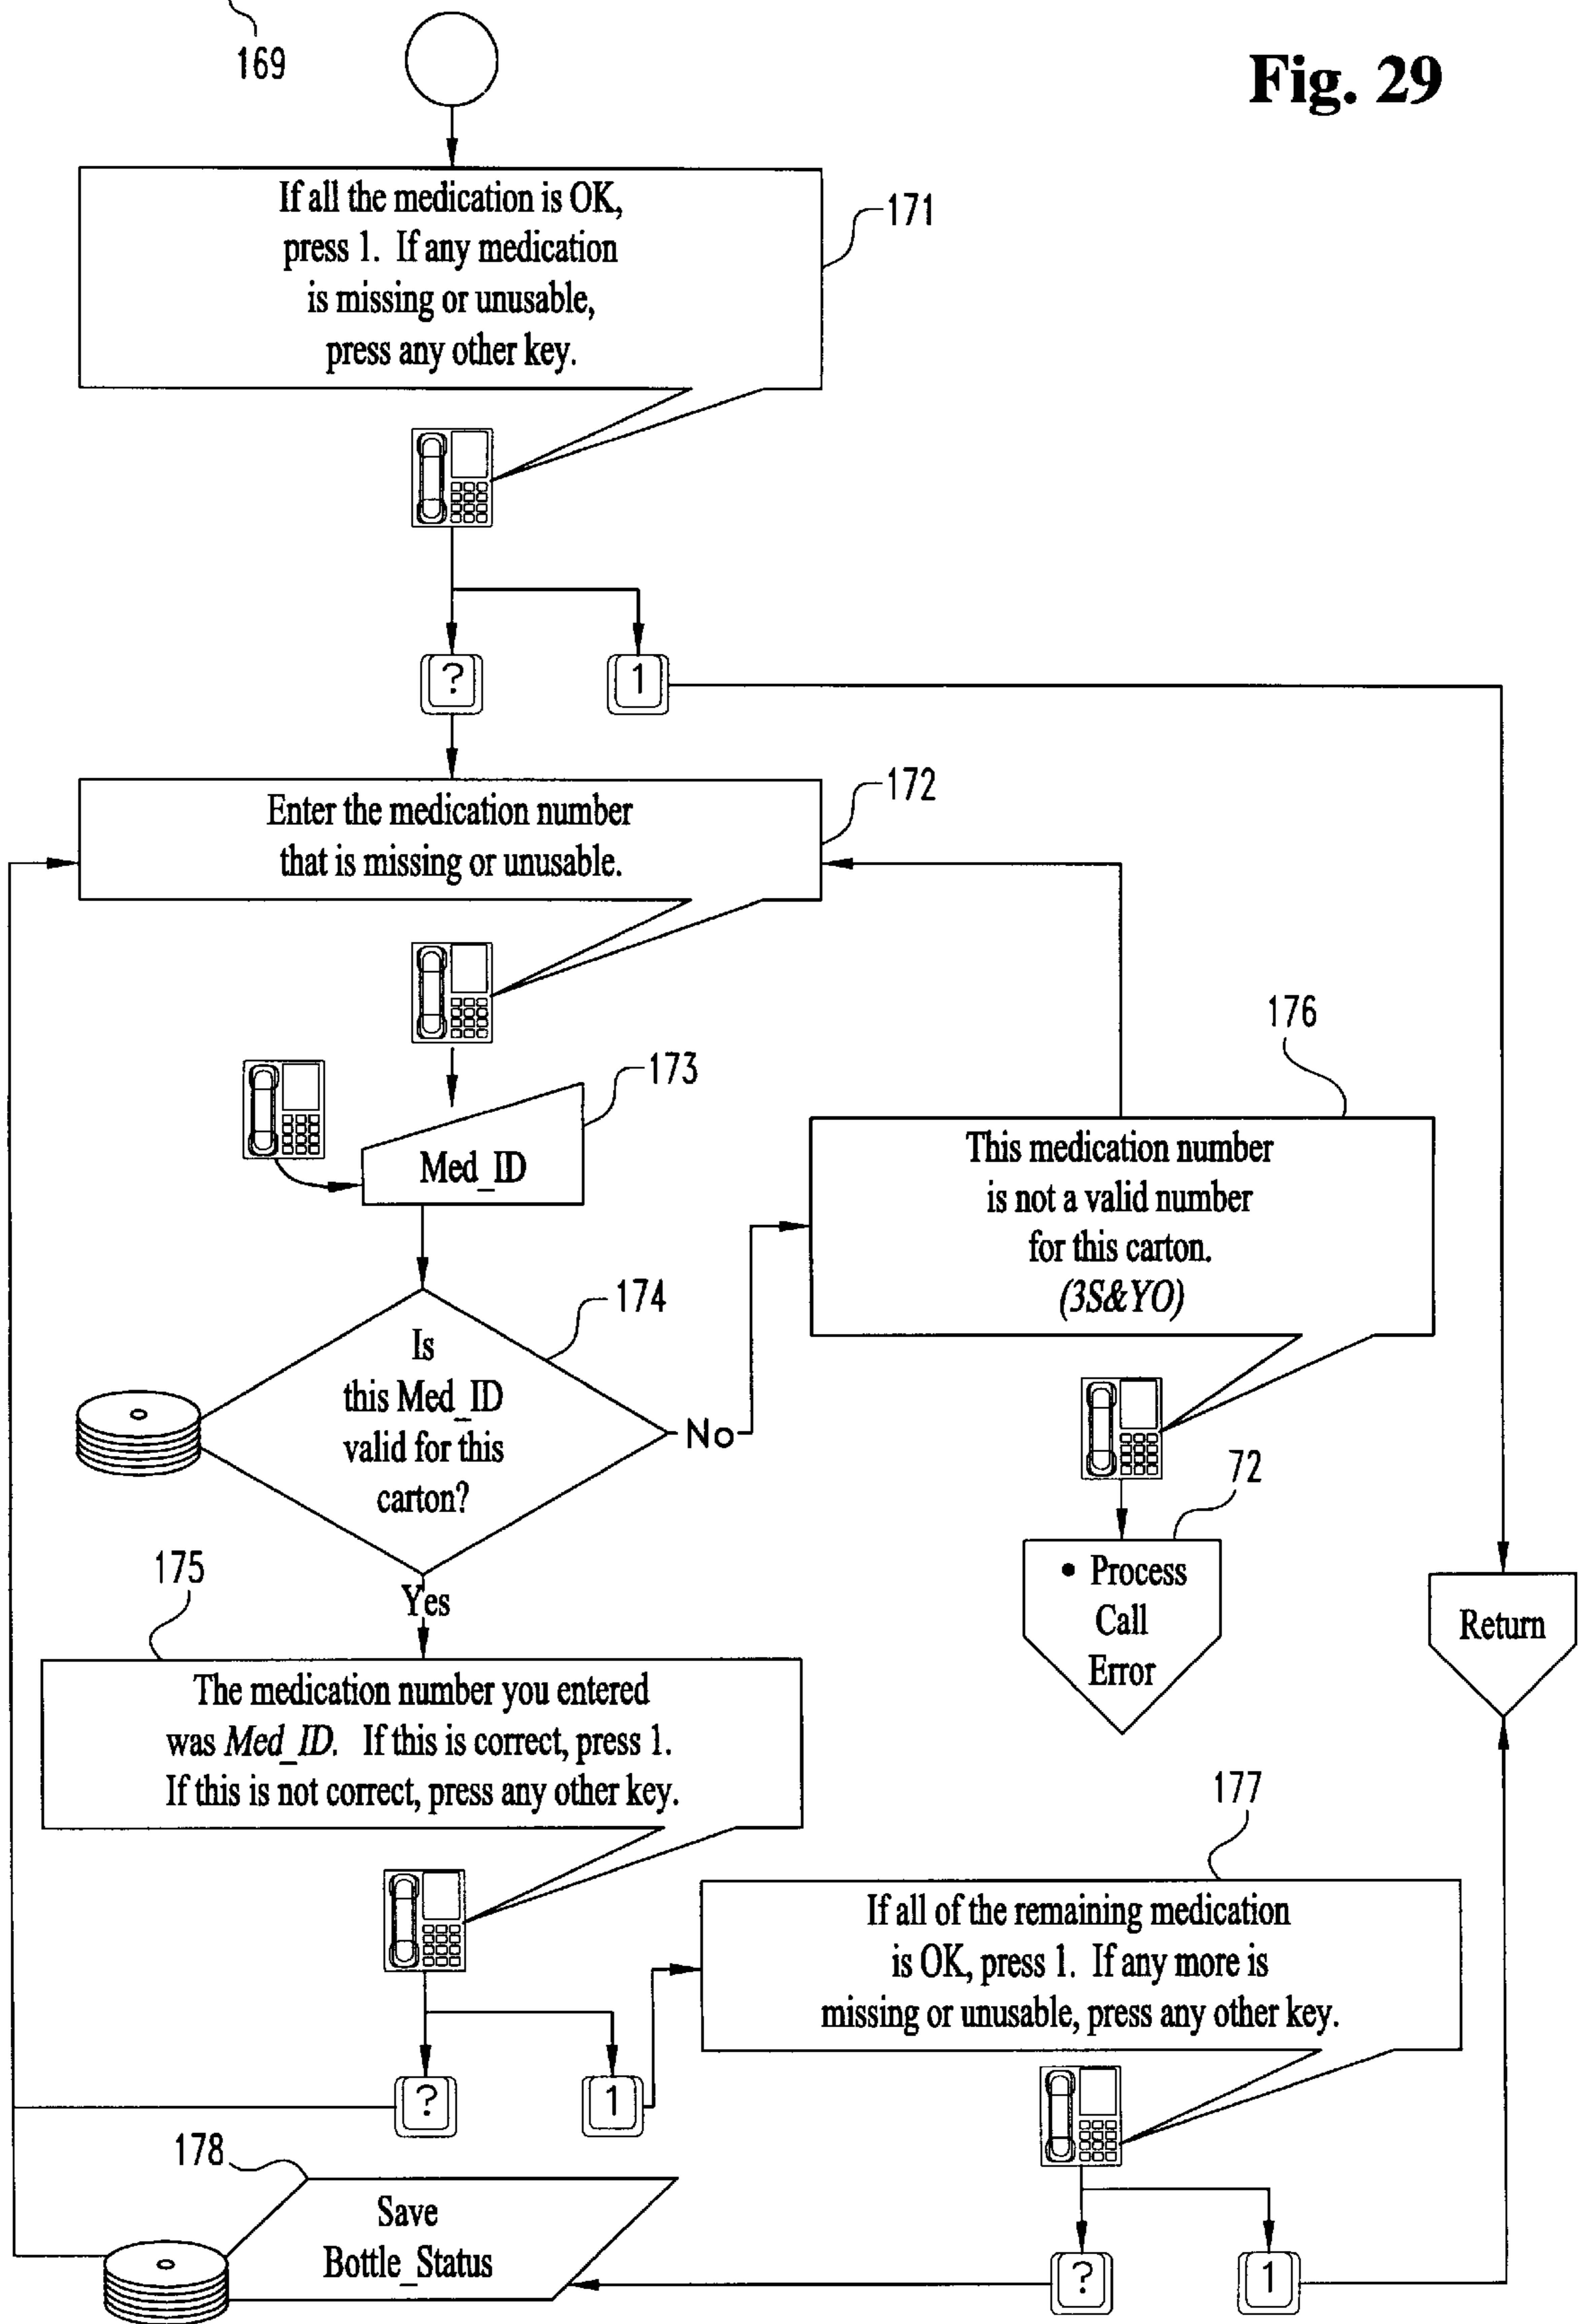 169
Fig. 29
If all the medication is OK,
press 1. If any medication
is missing or unusable,
press any other key.
171
?
1
Enter the medication number
that is missing or unusable.
172
173
Med_ID
176
This medication number
is not a valid number
for this carton.
(3S&YO)
174
Is
this Med_ID
valid for this
carton?
No
Yes
72
• Process
Call
Error
Return
175
The medication number you entered
was Med_ID. If this is correct, press 1.
If this is not correct, press any other key.
177
If all of the remaining medication
is OK, press 1. If any more is
missing or unusable, press any other key.
?
1
178
Save
Bottle_Status
?
1